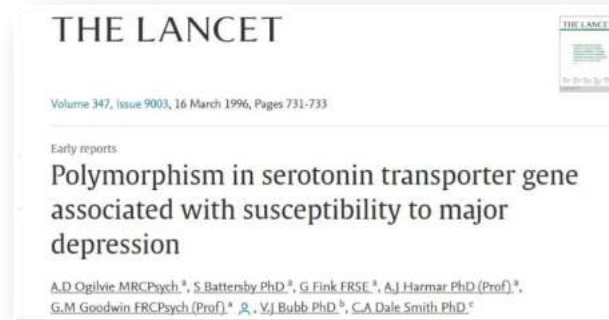 THE LANCET
THE LANCET
Volume 347, Issue 9003, 16 March 1996, Pages 731-733
Early reports
Polymorphism in serotonin transporter gene
associated with susceptibility to major
depression
A.D Ogilvie MRCPsych ª, S Battersby PhD ª, G Fink FRSE ª, A.J Harmar PhD (Prof) ª,
G.M Goodwin FRCPsych (Prof) ª, V.J Bubb PhD ᵇ, C.A Dale Smith PhD ᶜ